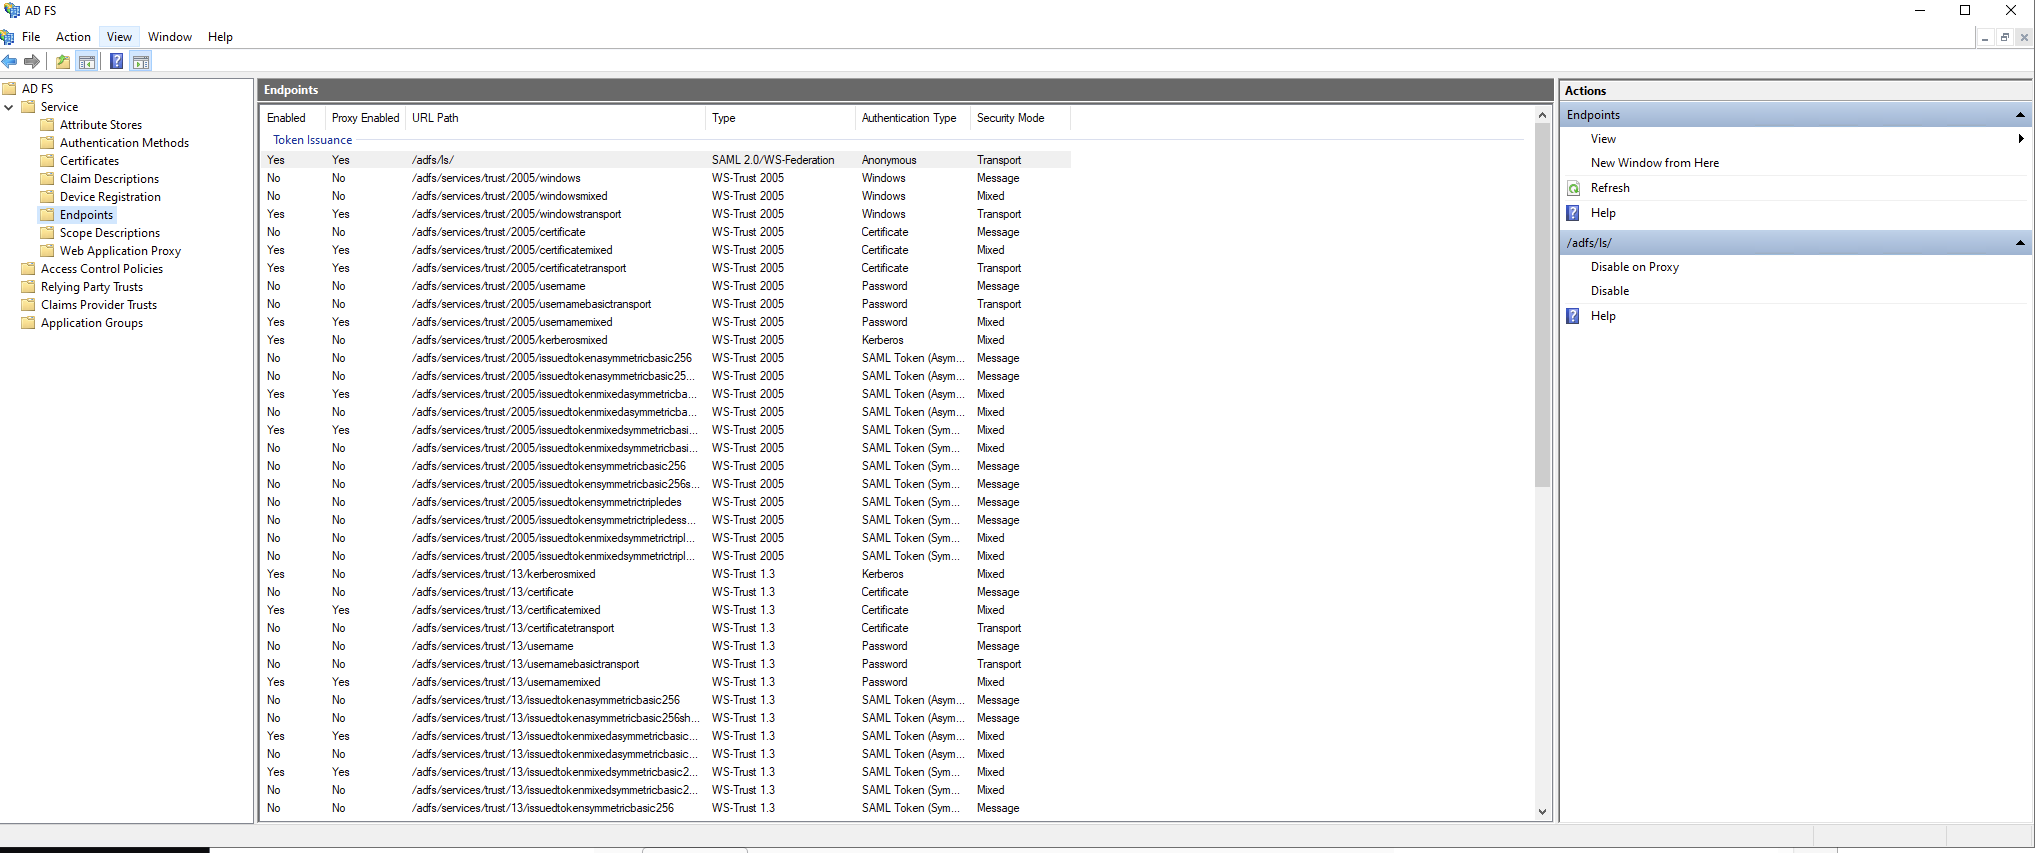 AD FS
File Action View Window Help
AD FS
Service
Attribute Stores
Authentication Methods
Certificates
Claim Descriptions
Device Registration
Endpoints
Scope Descriptions
Web Application Proxy
Access Control Policies
Relying Party Trusts
Claims Provider Trusts
Application Groups
Endpoints
Enabled Proxy Enabled URL Path Type Authentication Type Security Mode
Token Issuance
Yes Yes /adfs/ls/ SAML 2.0/WS-Federation Anonymous Transport
No No /adfs/services/trust/2005/windows WS-Trust 2005 Windows Message
No No /adfs/services/trust/2005/windowsmixed WS-Trust 2005 Windows Mixed
Yes Yes /adfs/services/trust/2005/windowstransport WS-Trust 2005 Windows Transport
No No /adfs/services/trust/2005/certificate WS-Trust 2005 Certificate Message
Yes Yes /adfs/services/trust/2005/certificatemixed WS-Trust 2005 Certificate Mixed
Yes Yes /adfs/services/trust/2005/certificatetransport WS-Trust 2005 Certificate Transport
No No /adfs/services/trust/2005/username WS-Trust 2005 Password Message
No No /adfs/services/trust/2005/usernamebasictransport WS-Trust 2005 Password Transport
Yes Yes /adfs/services/trust/2005/usernamemixed WS-Trust 2005 Password Mixed
Yes No /adfs/services/trust/2005/kerberosmixed WS-Trust 2005 Kerberos Mixed
No No /adfs/services/trust/2005/issuedtokenasymmetricbasic256 WS-Trust 2005 SAML Token (Asym... Message
No No /adfs/services/trust/2005/issuedtokenasymmetricbasic25... WS-Trust 2005 SAML Token (Asym... Message
Yes Yes /adfs/services/trust/2005/issuedtokenmixedasymmetricba... WS-Trust 2005 SAML Token (Asym... Mixed
No No /adfs/services/trust/2005/issuedtokenmixedasymmetricba... WS-Trust 2005 SAML Token (Asym... Mixed
Yes Yes /adfs/services/trust/2005/issuedtokenmixedsymmetricbasi... WS-Trust 2005 SAML Token (Sym... Mixed
No No /adfs/services/trust/2005/issuedtokenmixedsymmetricbasi... WS-Trust 2005 SAML Token (Sym... Mixed
No No /adfs/services/trust/2005/issuedtokensymmetricbasic256 WS-Trust 2005 SAML Token (Sym... Message
No No /adfs/services/trust/2005/issuedtokensymmetricbasic256s... WS-Trust 2005 SAML Token (Sym... Message
No No /adfs/services/trust/2005/issuedtokensymmetrictripledes WS-Trust 2005 SAML Token (Sym... Message
No No /adfs/services/trust/2005/issuedtokensymmetrictripledess... WS-Trust 2005 SAML Token (Sym... Message
No No /adfs/services/trust/2005/issuedtokenmixedsymmetrictripl... WS-Trust 2005 SAML Token (Sym... Mixed
No No /adfs/services/trust/2005/issuedtokenmixedsymmetrictripl... WS-Trust 2005 SAML Token (Sym... Mixed
Yes No /adfs/services/trust/13/kerberosmixed WS-Trust 1.3 Kerberos Mixed
No No /adfs/services/trust/13/certificate WS-Trust 1.3 Certificate Message
Yes Yes /adfs/services/trust/13/certificatemixed WS-Trust 1.3 Certificate Mixed
No No /adfs/services/trust/13/certificatetransport WS-Trust 1.3 Certificate Transport
No No /adfs/services/trust/13/username WS-Trust 1.3 Password Message
No No /adfs/services/trust/13/usernamebasictransport WS-Trust 1.3 Password Transport
Yes Yes /adfs/services/trust/13/usernamemixed WS-Trust 1.3 Password Mixed
No No /adfs/services/trust/13/issuedtokenasymmetricbasic256 WS-Trust 1.3 SAML Token (Asym... Message
No No /adfs/services/trust/13/issuedtokenasymmetricbasic256sh... WS-Trust 1.3 SAML Token (Asym... Message
Yes Yes /adfs/services/trust/13/issuedtokenmixedasymmetricbasic... WS-Trust 1.3 SAML Token (Asym... Mixed
No No /adfs/services/trust/13/issuedtokenmixedasymmetricbasic... WS-Trust 1.3 SAML Token (Asym... Mixed
Yes Yes /adfs/services/trust/13/issuedtokenmixedsymmetricbasic2... WS-Trust 1.3 SAML Token (Sym... Mixed
No No /adfs/services/trust/13/issuedtokenmixedsymmetricbasic2... WS-Trust 1.3 SAML Token (Sym... Mixed
No No /adfs/services/trust/13/issuedtokensymmetricbasic256 WS-Trust 1.3 SAML Token (Sym... Message
Actions
Endpoints
View
New Window from Here
Refresh
Help
/adfs/ls/
Disable on Proxy
Disable
Help